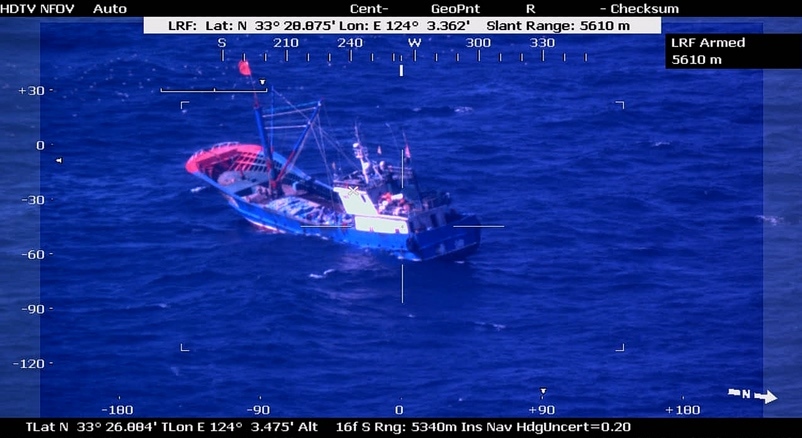 HDTV NFOV Auto Cent- GeoPnt R - Checksum
LRF: Lat: N 33° 28.075' Lon: E 124° 3.362' Slant Range: 5610 m
S 210 240 W 300 330
LRF Armed
5610 m
+30
0
-30
-60
-90
-120
-180 -90 0 +90 +180
N
TLat N 33° 26.004' TLon E 124° 3.475' Alt 16f S Rng: 5340m Ins Nav HdgUncert=0.20